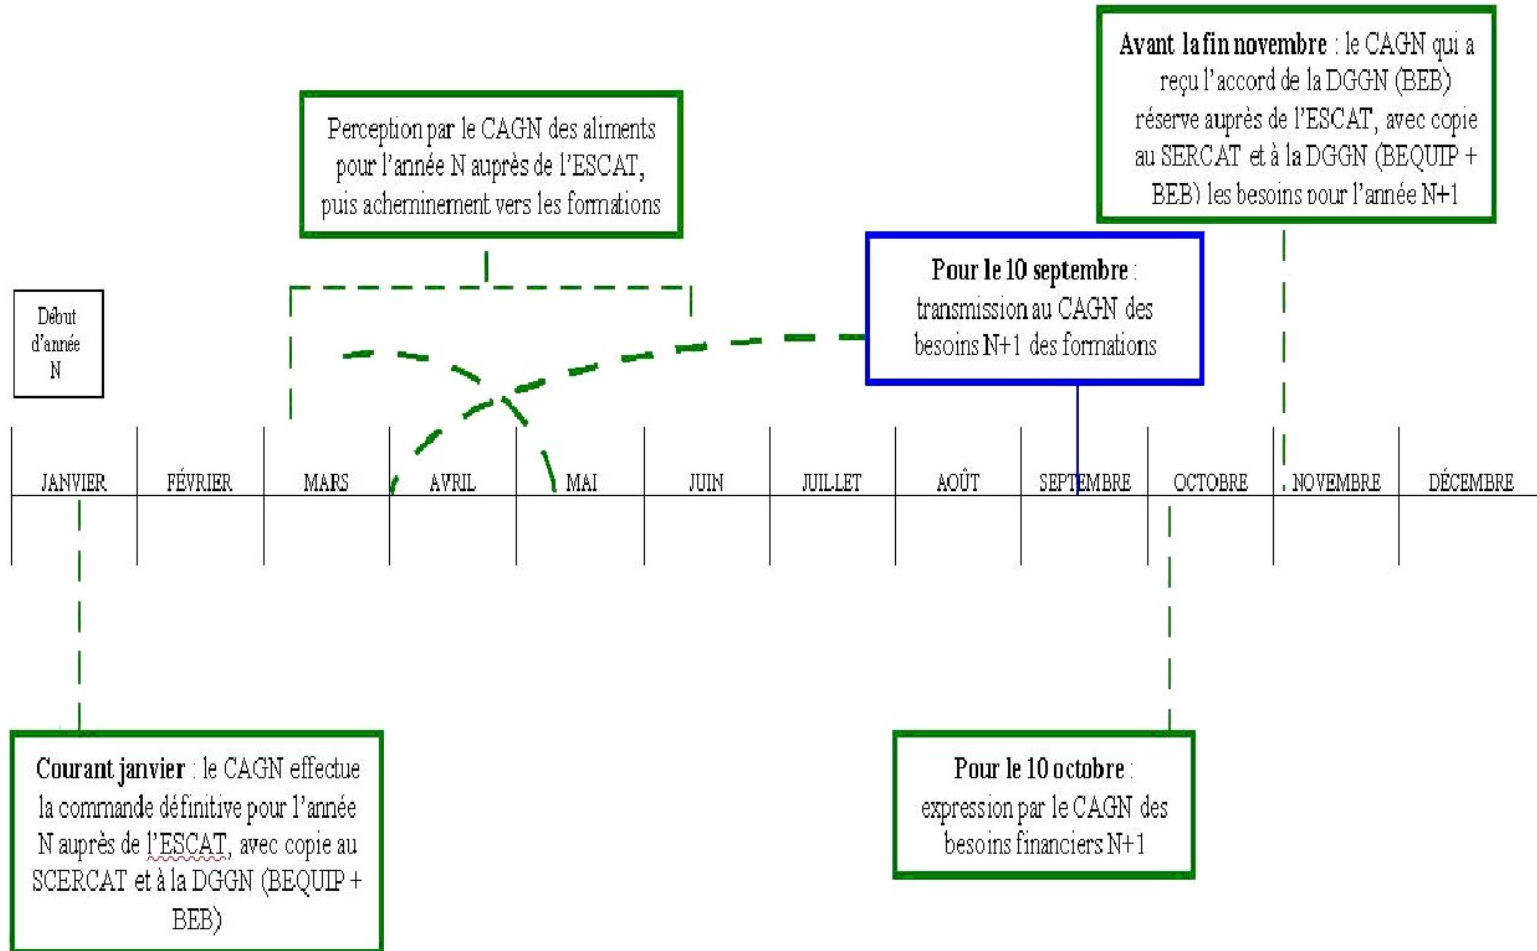 Avant la fin novembre : le CAGN qui a
reçu l'accord de la DGGN (BEB)
réserve auprès de l'ESCAT, avec copie
au SERCAT et à la DGGN (BEQUIP +
BEB) les besoins pour l'année N+1
Perception par le CAGN des aliments
pour l'année N auprès de l'ESCAT,
puis acheminement vers les formations
Pour le 10 septembre :
transmission au CAGN des
besoins N+1 des formations
Début
d'année
N
JANVIER FÉVRIER MARS AVRIL MAI JUIN JUILLET AOÛT SEPTEMBRE OCTOBRE NOVEMBRE DÉCEMBRE
Courant janvier : le CAGN effectue
la commande définitive pour l'année
N auprès de l'ESCAT, avec copie au
SCERCAT et à la DGGN (BEQUIP +
BEB)
Pour le 10 octobre :
expression par le CAGN des
besoins financiers N+1